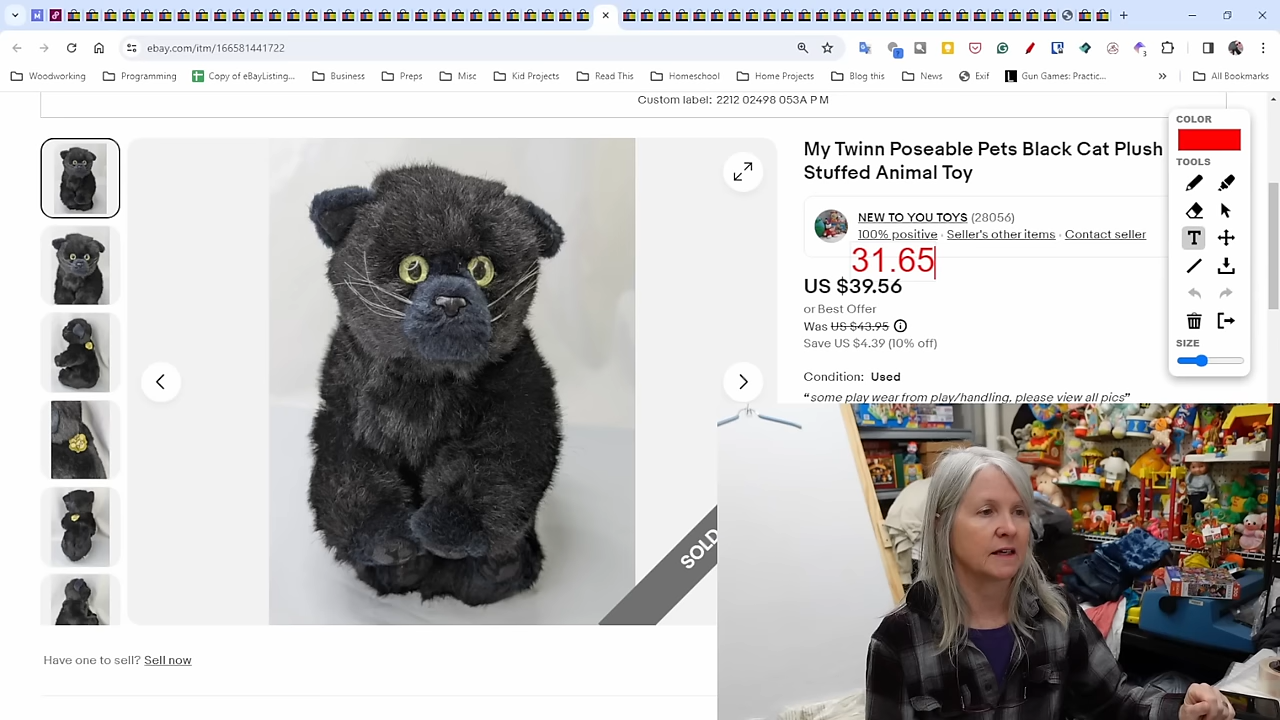 ebay.com/itm/166581441722
Woodworking
Programming
Copy of eBayListing...
Business
Preps
Misc
Kid Projects
Read This
Homeschool
Home Projects
Blog this
News
Exif
Gun Games: Practic...
»
All Bookmarks
Custom label: 2212 02498 053A P M
My Twinn Poseable Pets Black Cat Plush
Stuffed Animal Toy
NEW TO YOU TOYS (28056)
100% positive · Seller's other items · Contact seller
31.65
US $39.56
or Best Offer
Was US $43.95
Save US $4.39 (10% off)
Condition: Used
“some play wear from play/handling, please view all pics”
SOLD
Have one to sell? Sell now
COLOR
TOOLS
T
SIZE